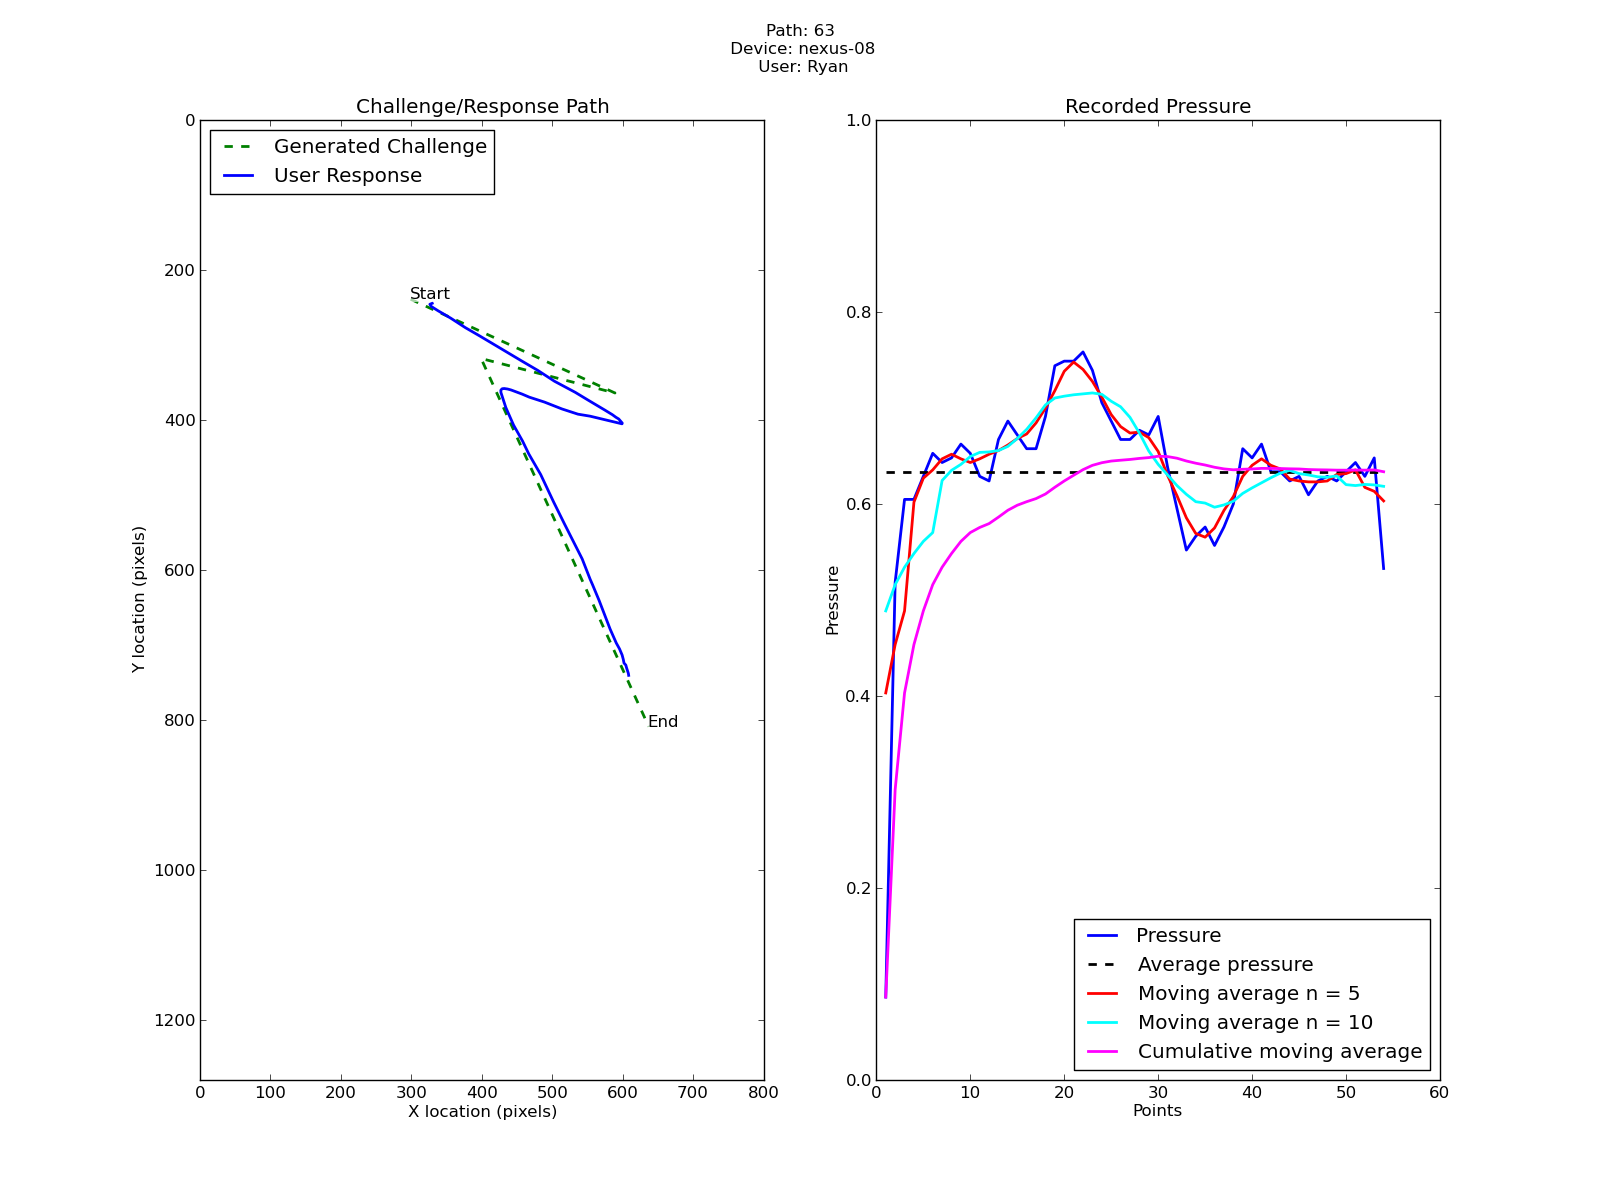 Path: 63
Device: nexus-08
User: Ryan
Challenge/Response Path
Generated Challenge
User Response
Start
End
0
200
400
600
800
1000
1200
Y location (pixels)
0 100 200 300 400 500 600 700 800
X location (pixels)
Recorded Pressure
1.0
0.8
0.6
0.4
0.2
0.0
Pressure
Pressure
Average pressure
Moving average n = 5
Moving average n = 10
Cumulative moving average
0 10 20 30 40 50 60
Points